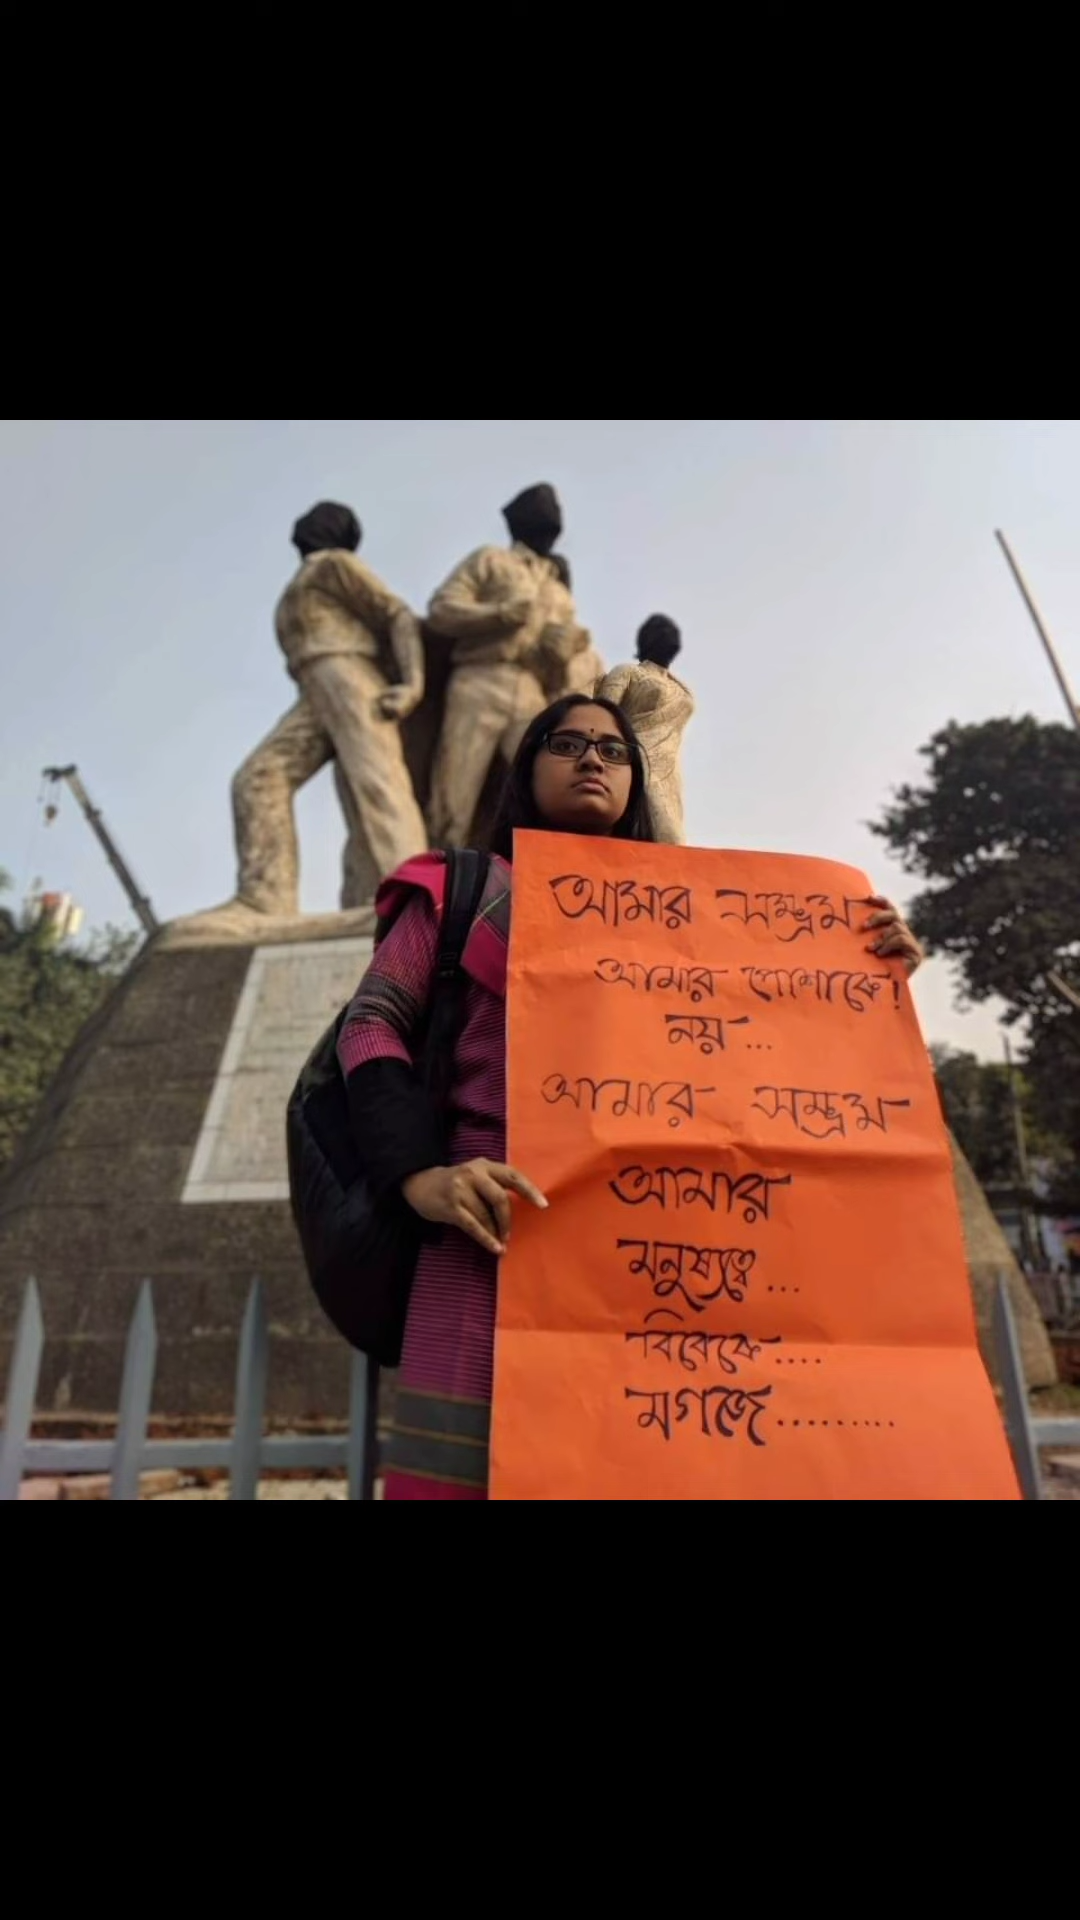 আমার সম্ভ্রম
আমার পোশাকে!
নয় ...
আমার সম্ভ্রম
আমার
মনুষ্যত্বে ...
বিবেকে ....
মগজে .........